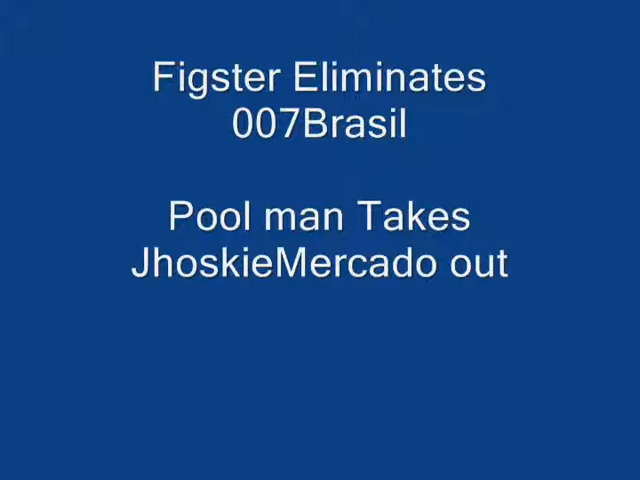 Figster Eliminates
007Brasil
Pool man Takes
JhoskieMercado out